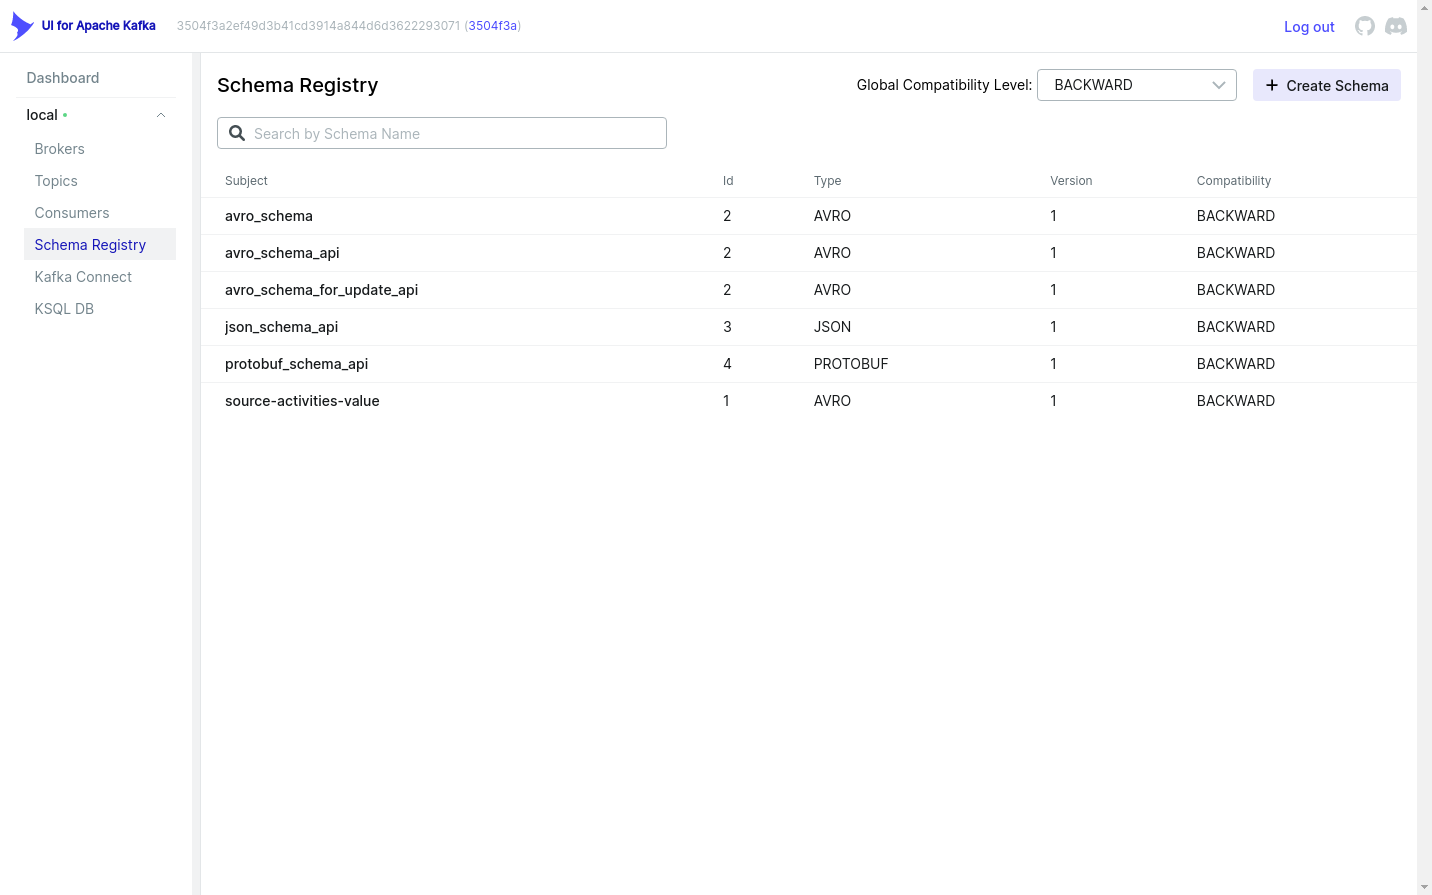 UI for Apache Kafka 3504f3a2ef49d3b41cd3914a844d6d3622293071 (3504f3a) Log out
Dashboard
local
Brokers
Topics
Consumers
Schema Registry
Kafka Connect
KSQL DB
Schema Registry Global Compatibility Level: BACKWARD Create Schema
Search by Schema Name
Subject Id Type Version Compatibility
avro_schema 2 AVRO 1 BACKWARD
avro_schema_api 2 AVRO 1 BACKWARD
avro_schema_for_update_api 2 AVRO 1 BACKWARD
json_schema_api 3 JSON 1 BACKWARD
protobuf_schema_api 4 PROTOBUF 1 BACKWARD
source-activities-value 1 AVRO 1 BACKWARD